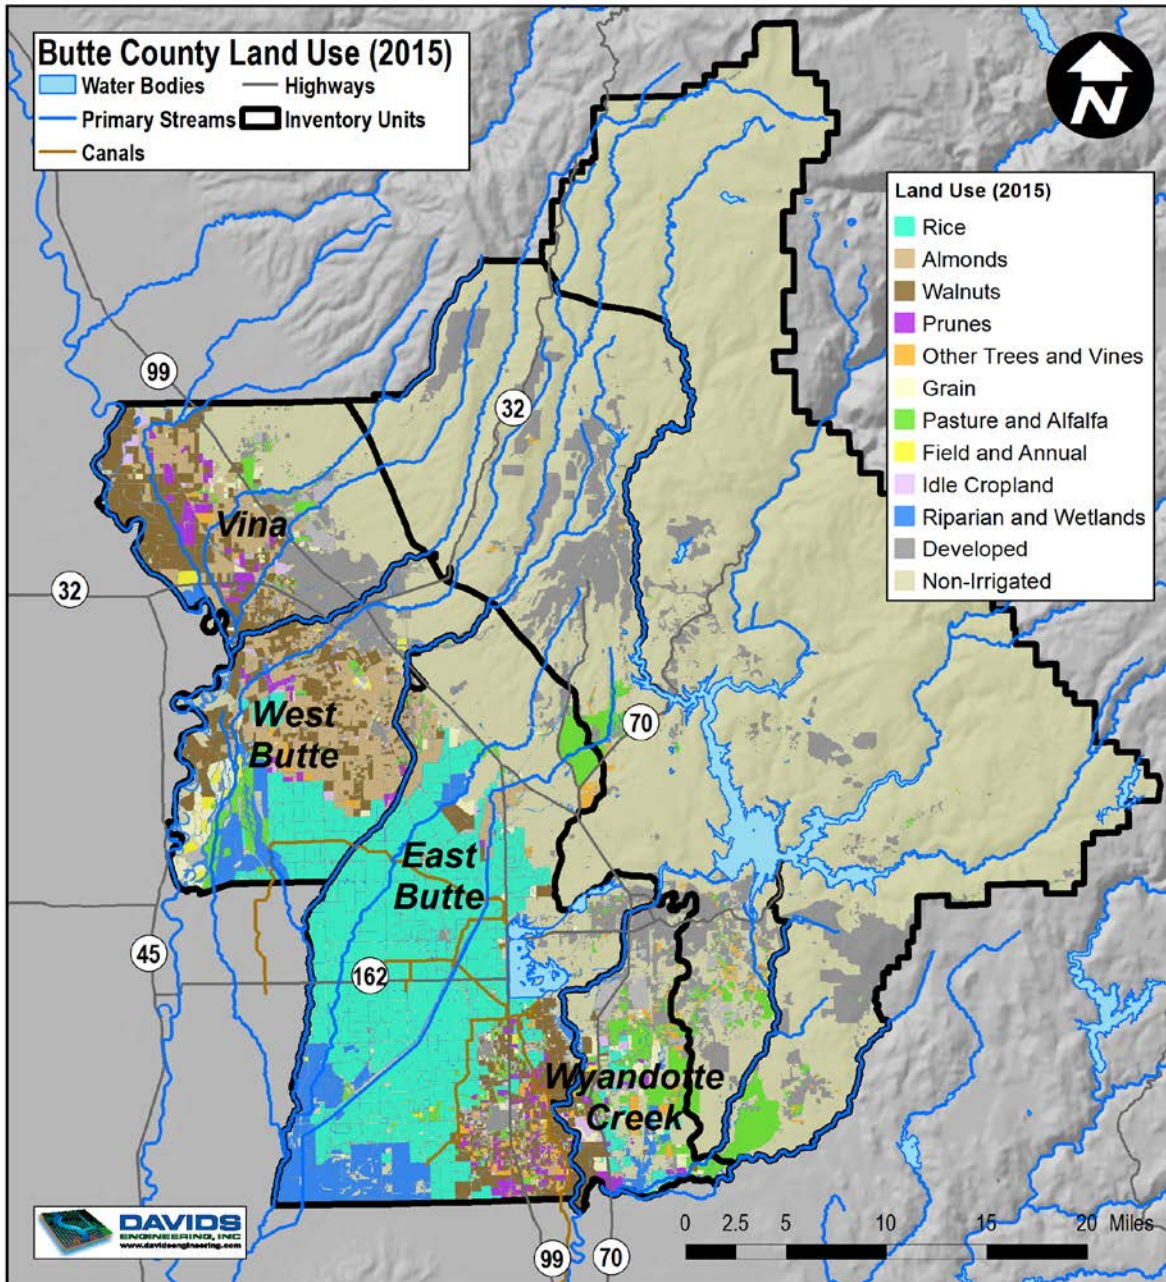 Butte County Land Use (2015)
Water Bodies
Highways
Primary Streams
Inventory Units
Canals
N
Land Use (2015)
Rice
Almonds
Walnuts
Prunes
Other Trees and Vines
Grain
Pasture and Alfalfa
Field and Annual
Idle Cropland
Riparian and Wetlands
Developed
Non-Irrigated
99
32
Vina
32
West
Butte
70
East
Butte
45
162
Wyandotte
Creek
DAVIDS
ENGINEERING, INC
www.davidsengineering.com
0 2.5 5 10 15 20 Miles
99
70